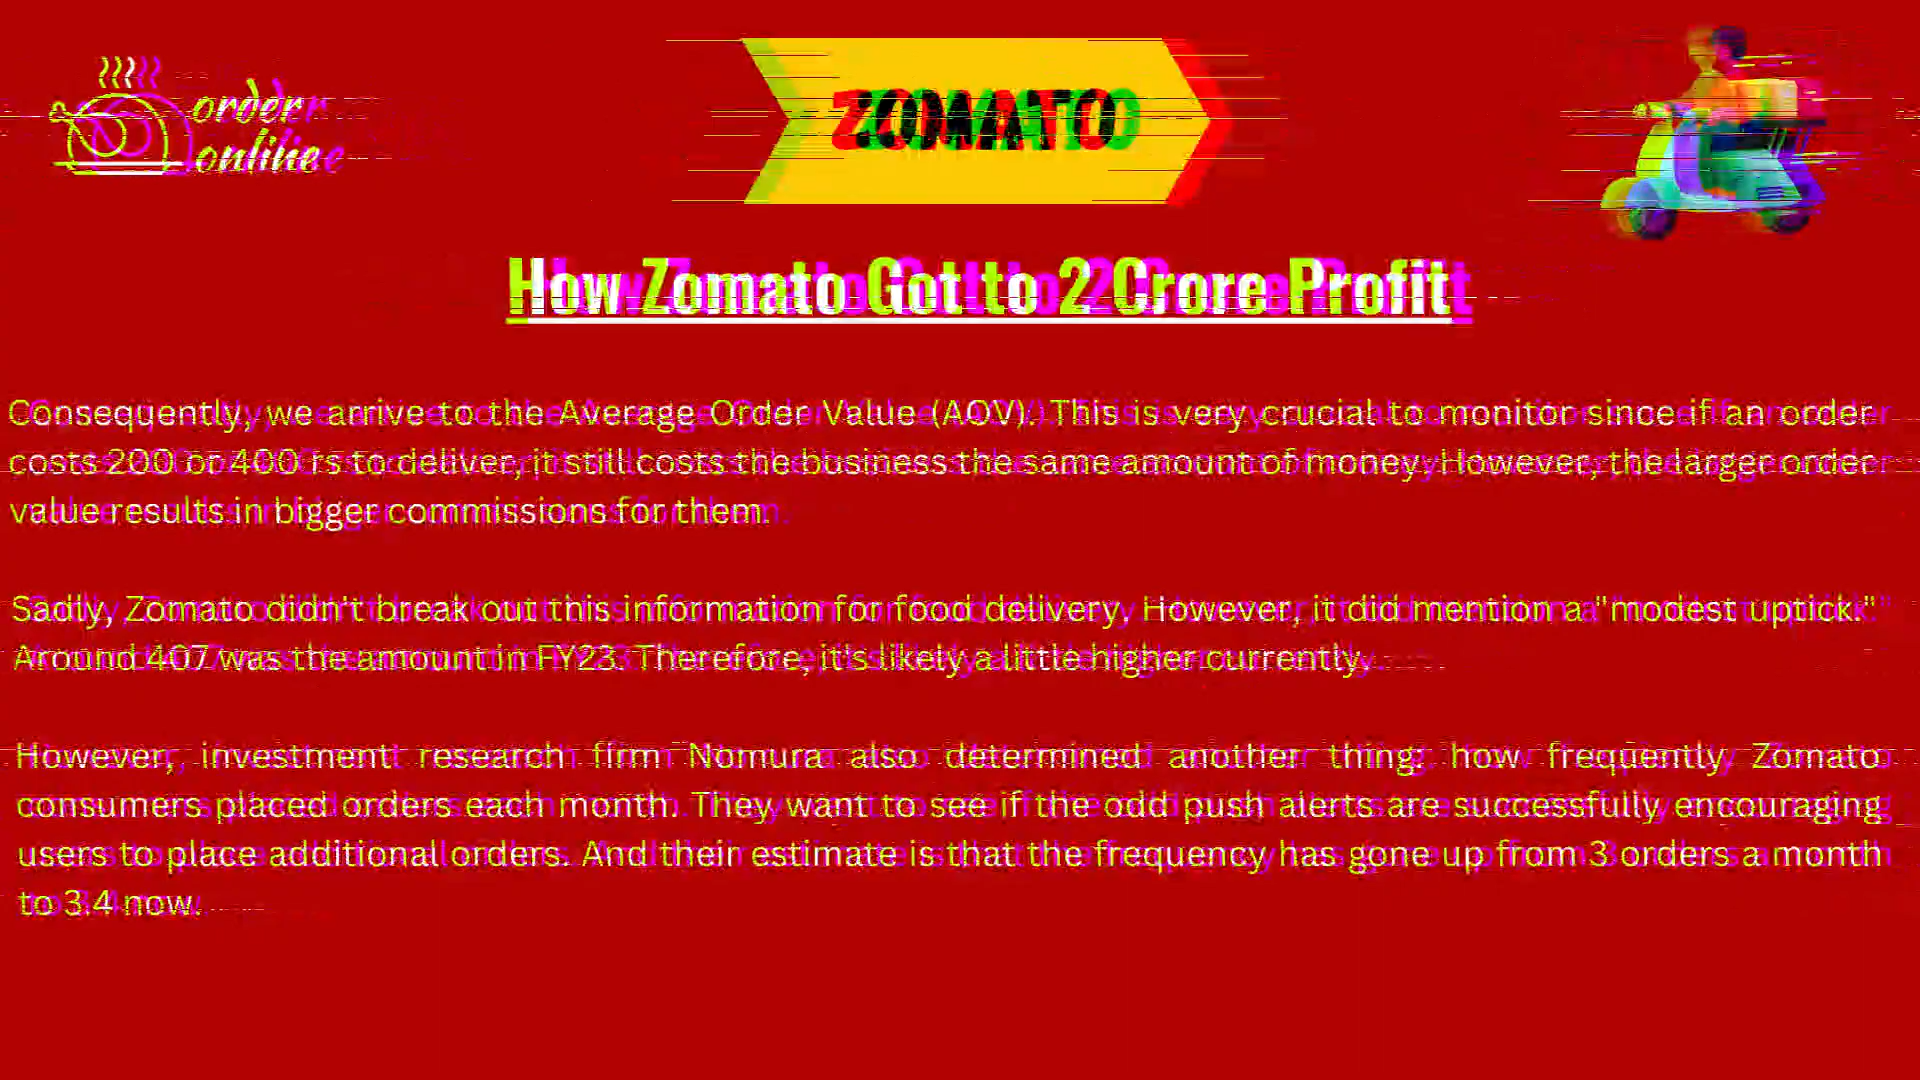 order
online
ZOMATO
How Zomato Got to 2 Crore Profit
Consequently, we arrive to the Average Order Value (AOV). This is very crucial to monitor since if an order
costs 200 or 400 rs to deliver, it still costs the business the same amount of money. However, the larger order
value results in bigger commissions for them.
Sadly, Zomato didn't break out this information for food delivery. However, it did mention a "modest uptick."
Around 407 was the amount in FY23. Therefore, it's likely a little higher currently.
However, investment research firm Nomura also determined another thing: how frequently Zomato
consumers placed orders each month. They want to see if the odd push alerts are successfully encouraging
users to place additional orders. And their estimate is that the frequency has gone up from 3 orders a month
to 3.4 now.